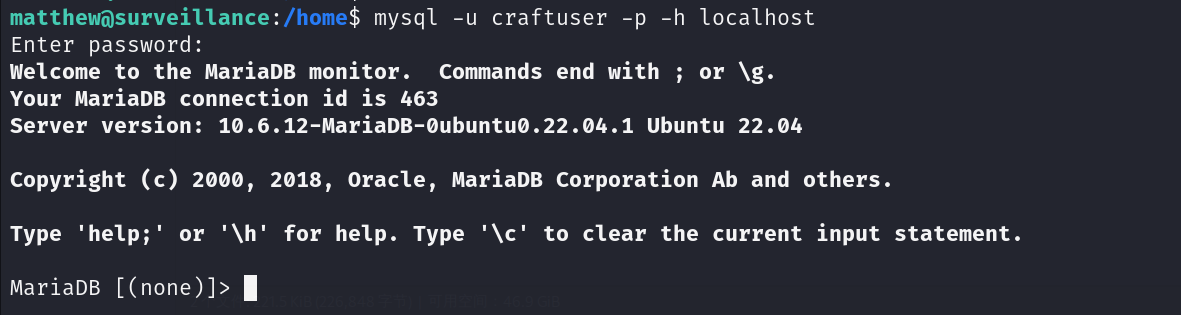 matthew@surveillance:/home$ mysql -u craftuser -p -h localhost
Enter password:
Welcome to the MariaDB monitor.  Commands end with ; or \g.
Your MariaDB connection id is 463
Server version: 10.6.12-MariaDB-0ubuntu0.22.04.1 Ubuntu 22.04
Copyright (c) 2000, 2018, Oracle, MariaDB Corporation Ab and others.
Type 'help;' or '\h' for help. Type '\c' to clear the current input statement.
MariaDB [(none)]>